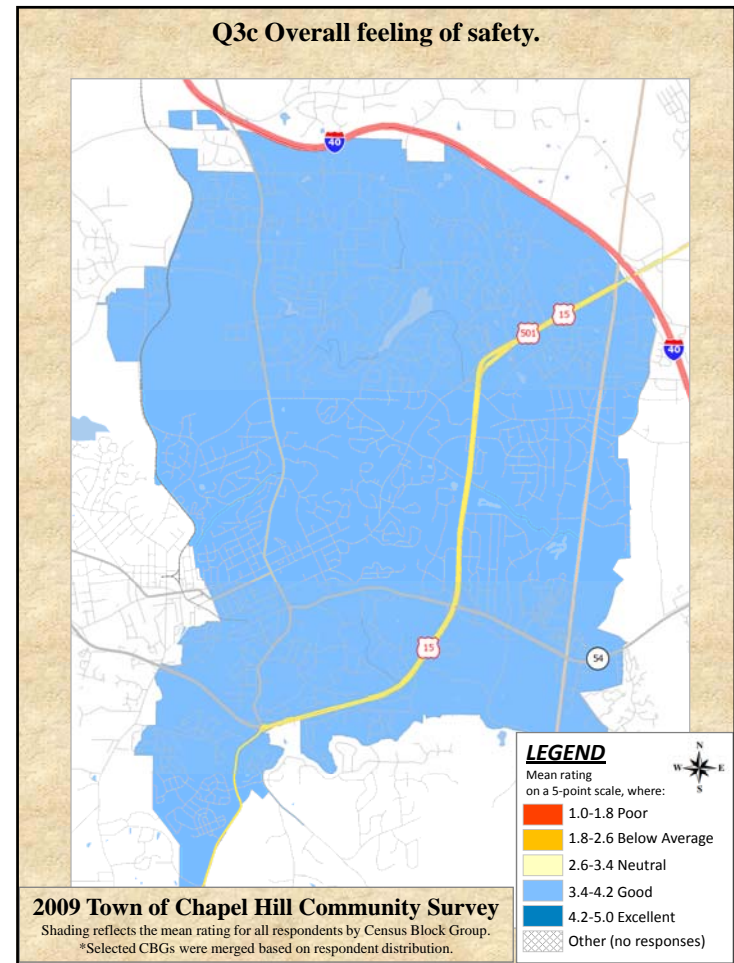 Q3c Overall feeling of safety.
40
15
501
40
15
54
LEGEND
N
W E
S
Mean rating
on a 5-point scale, where:
1.0-1.8 Poor
1.8-2.6 Below Average
2.6-3.4 Neutral
3.4-4.2 Good
4.2-5.0 Excellent
Other (no responses)
2009 Town of Chapel Hill Community Survey
Shading reflects the mean rating for all respondents by Census Block Group.
*Selected CBGs were merged based on respondent distribution.